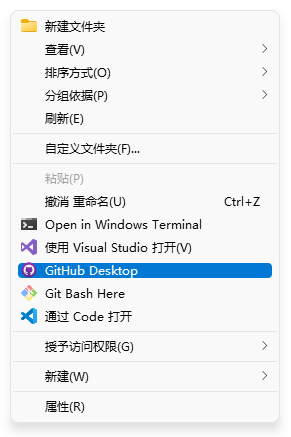 新建文件夹
查看(V)
排序方式(O)
分组依据(P)
刷新(E)
自定义文件夹(F)...
粘贴(P)
撤消 重命名(U) Ctrl+Z
Open in Windows Terminal
使用 Visual Studio 打开(V)
GitHub Desktop
Git Bash Here
通过 Code 打开
授予访问权限(G)
新建(W)
属性(R)